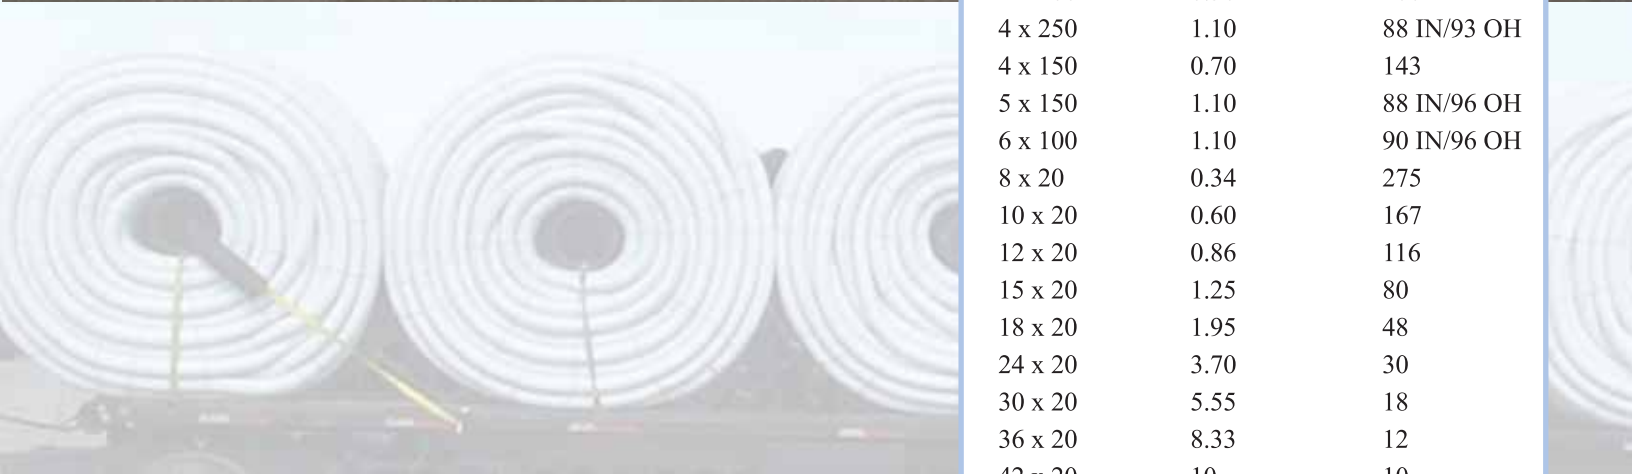 4 x 250 1.10 88 IN/93 OH
4 x 150 0.70 143
5 x 150 1.10 88 IN/96 OH
6 x 100 1.10 90 IN/96 OH
8 x 20 0.34 275
10 x 20 0.60 167
12 x 20 0.86 116
15 x 20 1.25 80
18 x 20 1.95 48
24 x 20 3.70 30
30 x 20 5.55 18
36 x 20 8.33 12